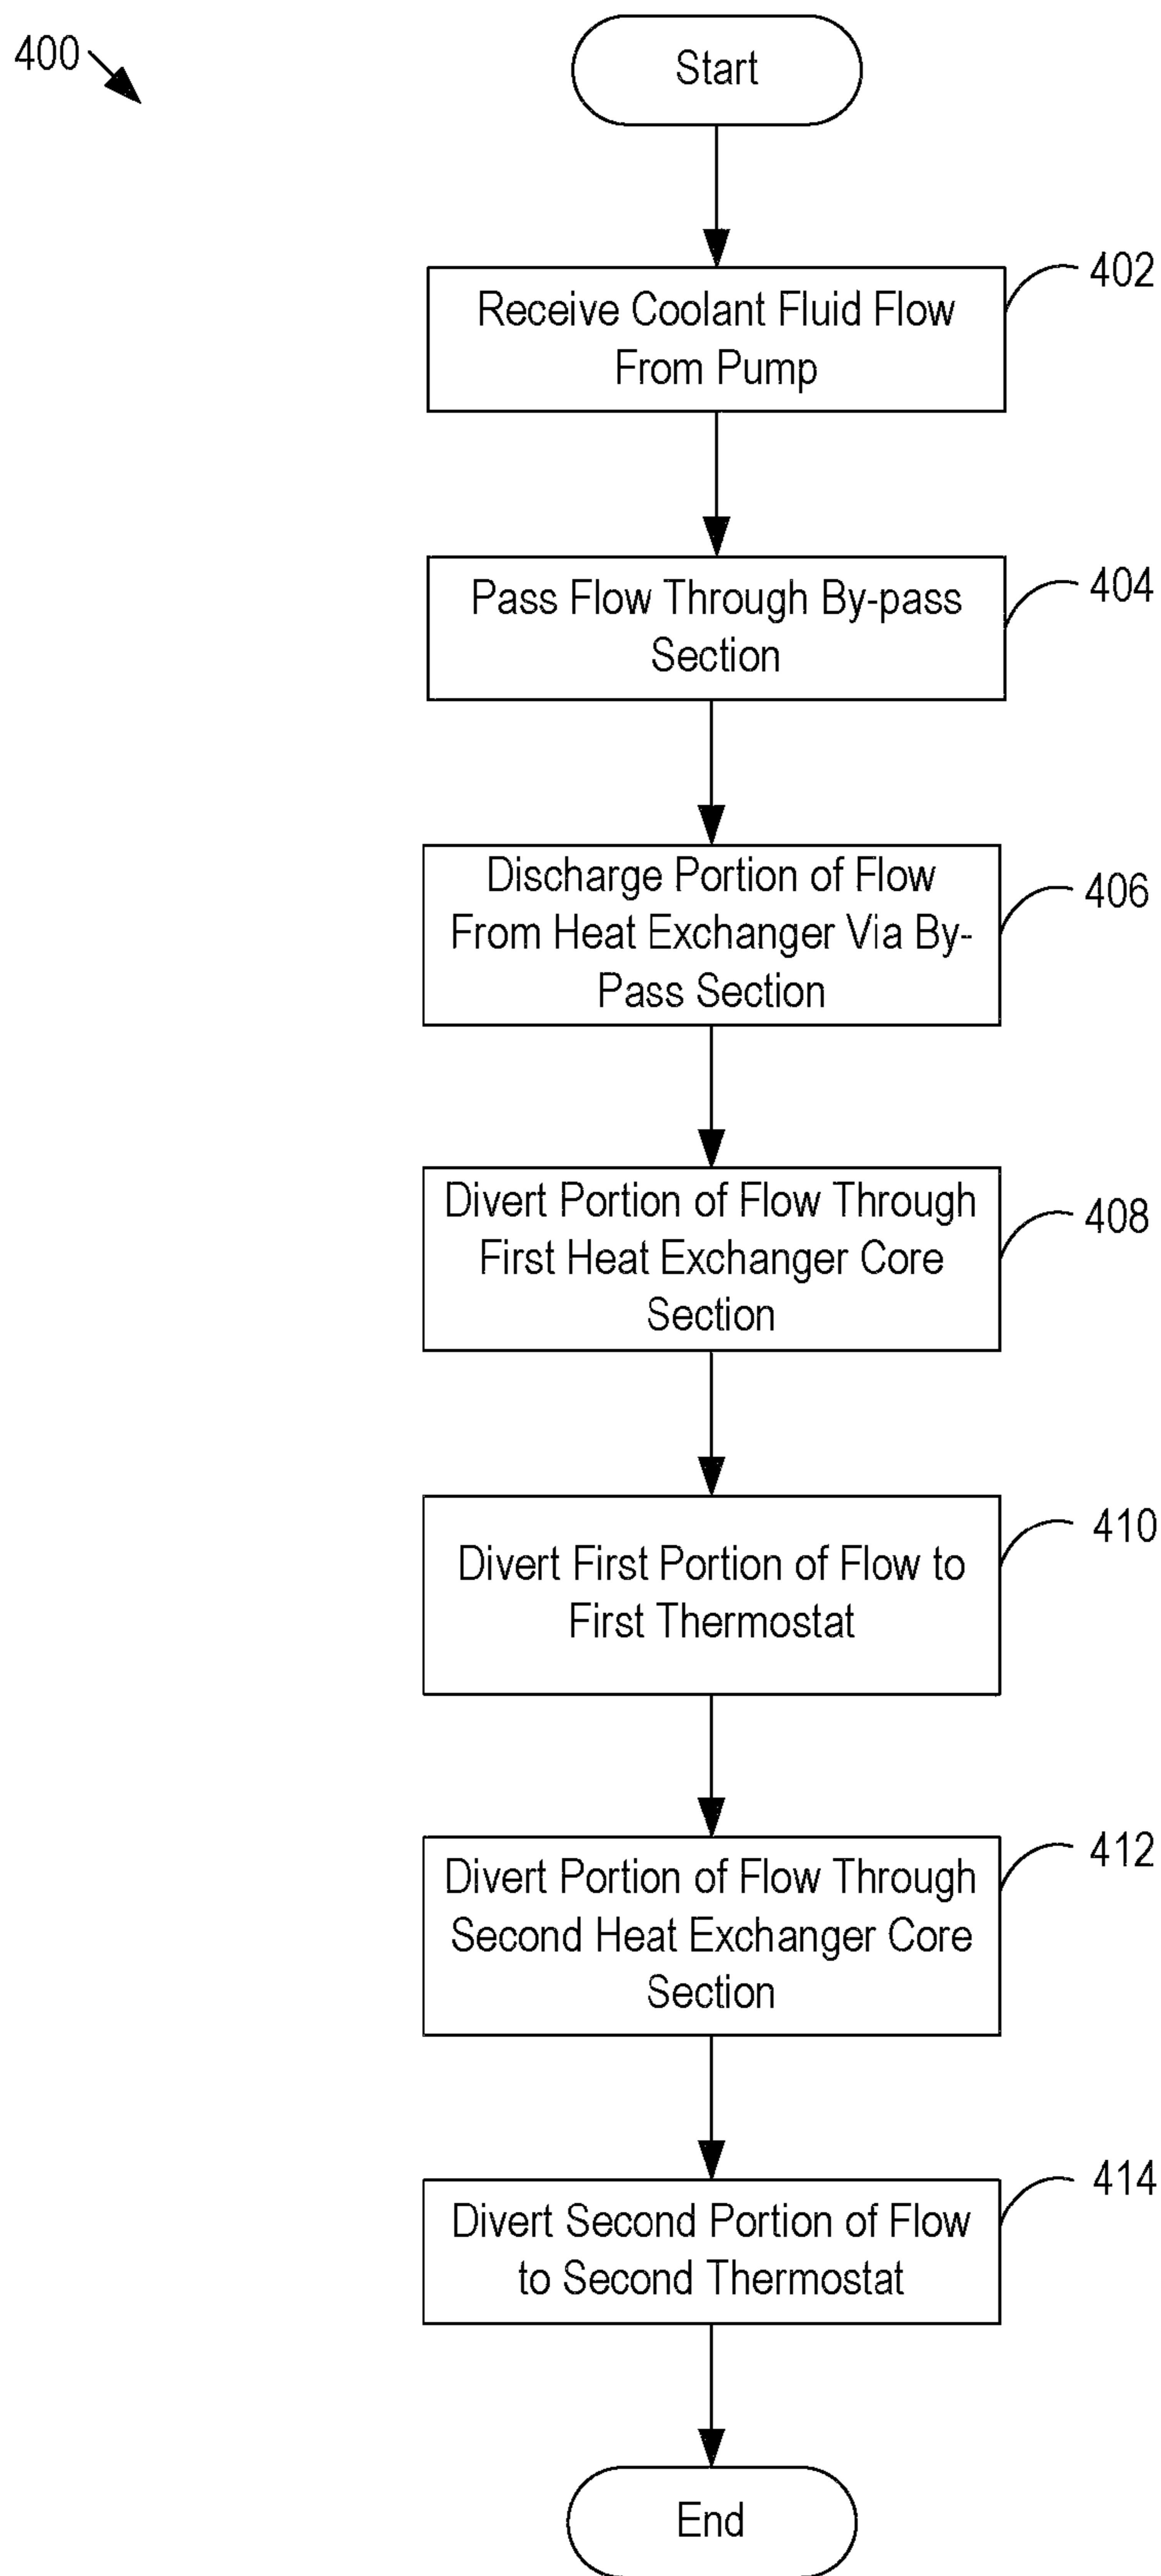 400
Start
Receive Coolant Fluid Flow
From Pump
402
Pass Flow Through By-pass
Section
404
Discharge Portion of Flow
From Heat Exchanger Via By-
Pass Section
406
Divert Portion of Flow Through
First Heat Exchanger Core
Section
408
Divert First Portion of Flow to
First Thermostat
410
Divert Portion of Flow Through
Second Heat Exchanger Core
Section
412
Divert Second Portion of Flow
to Second Thermostat
414
End